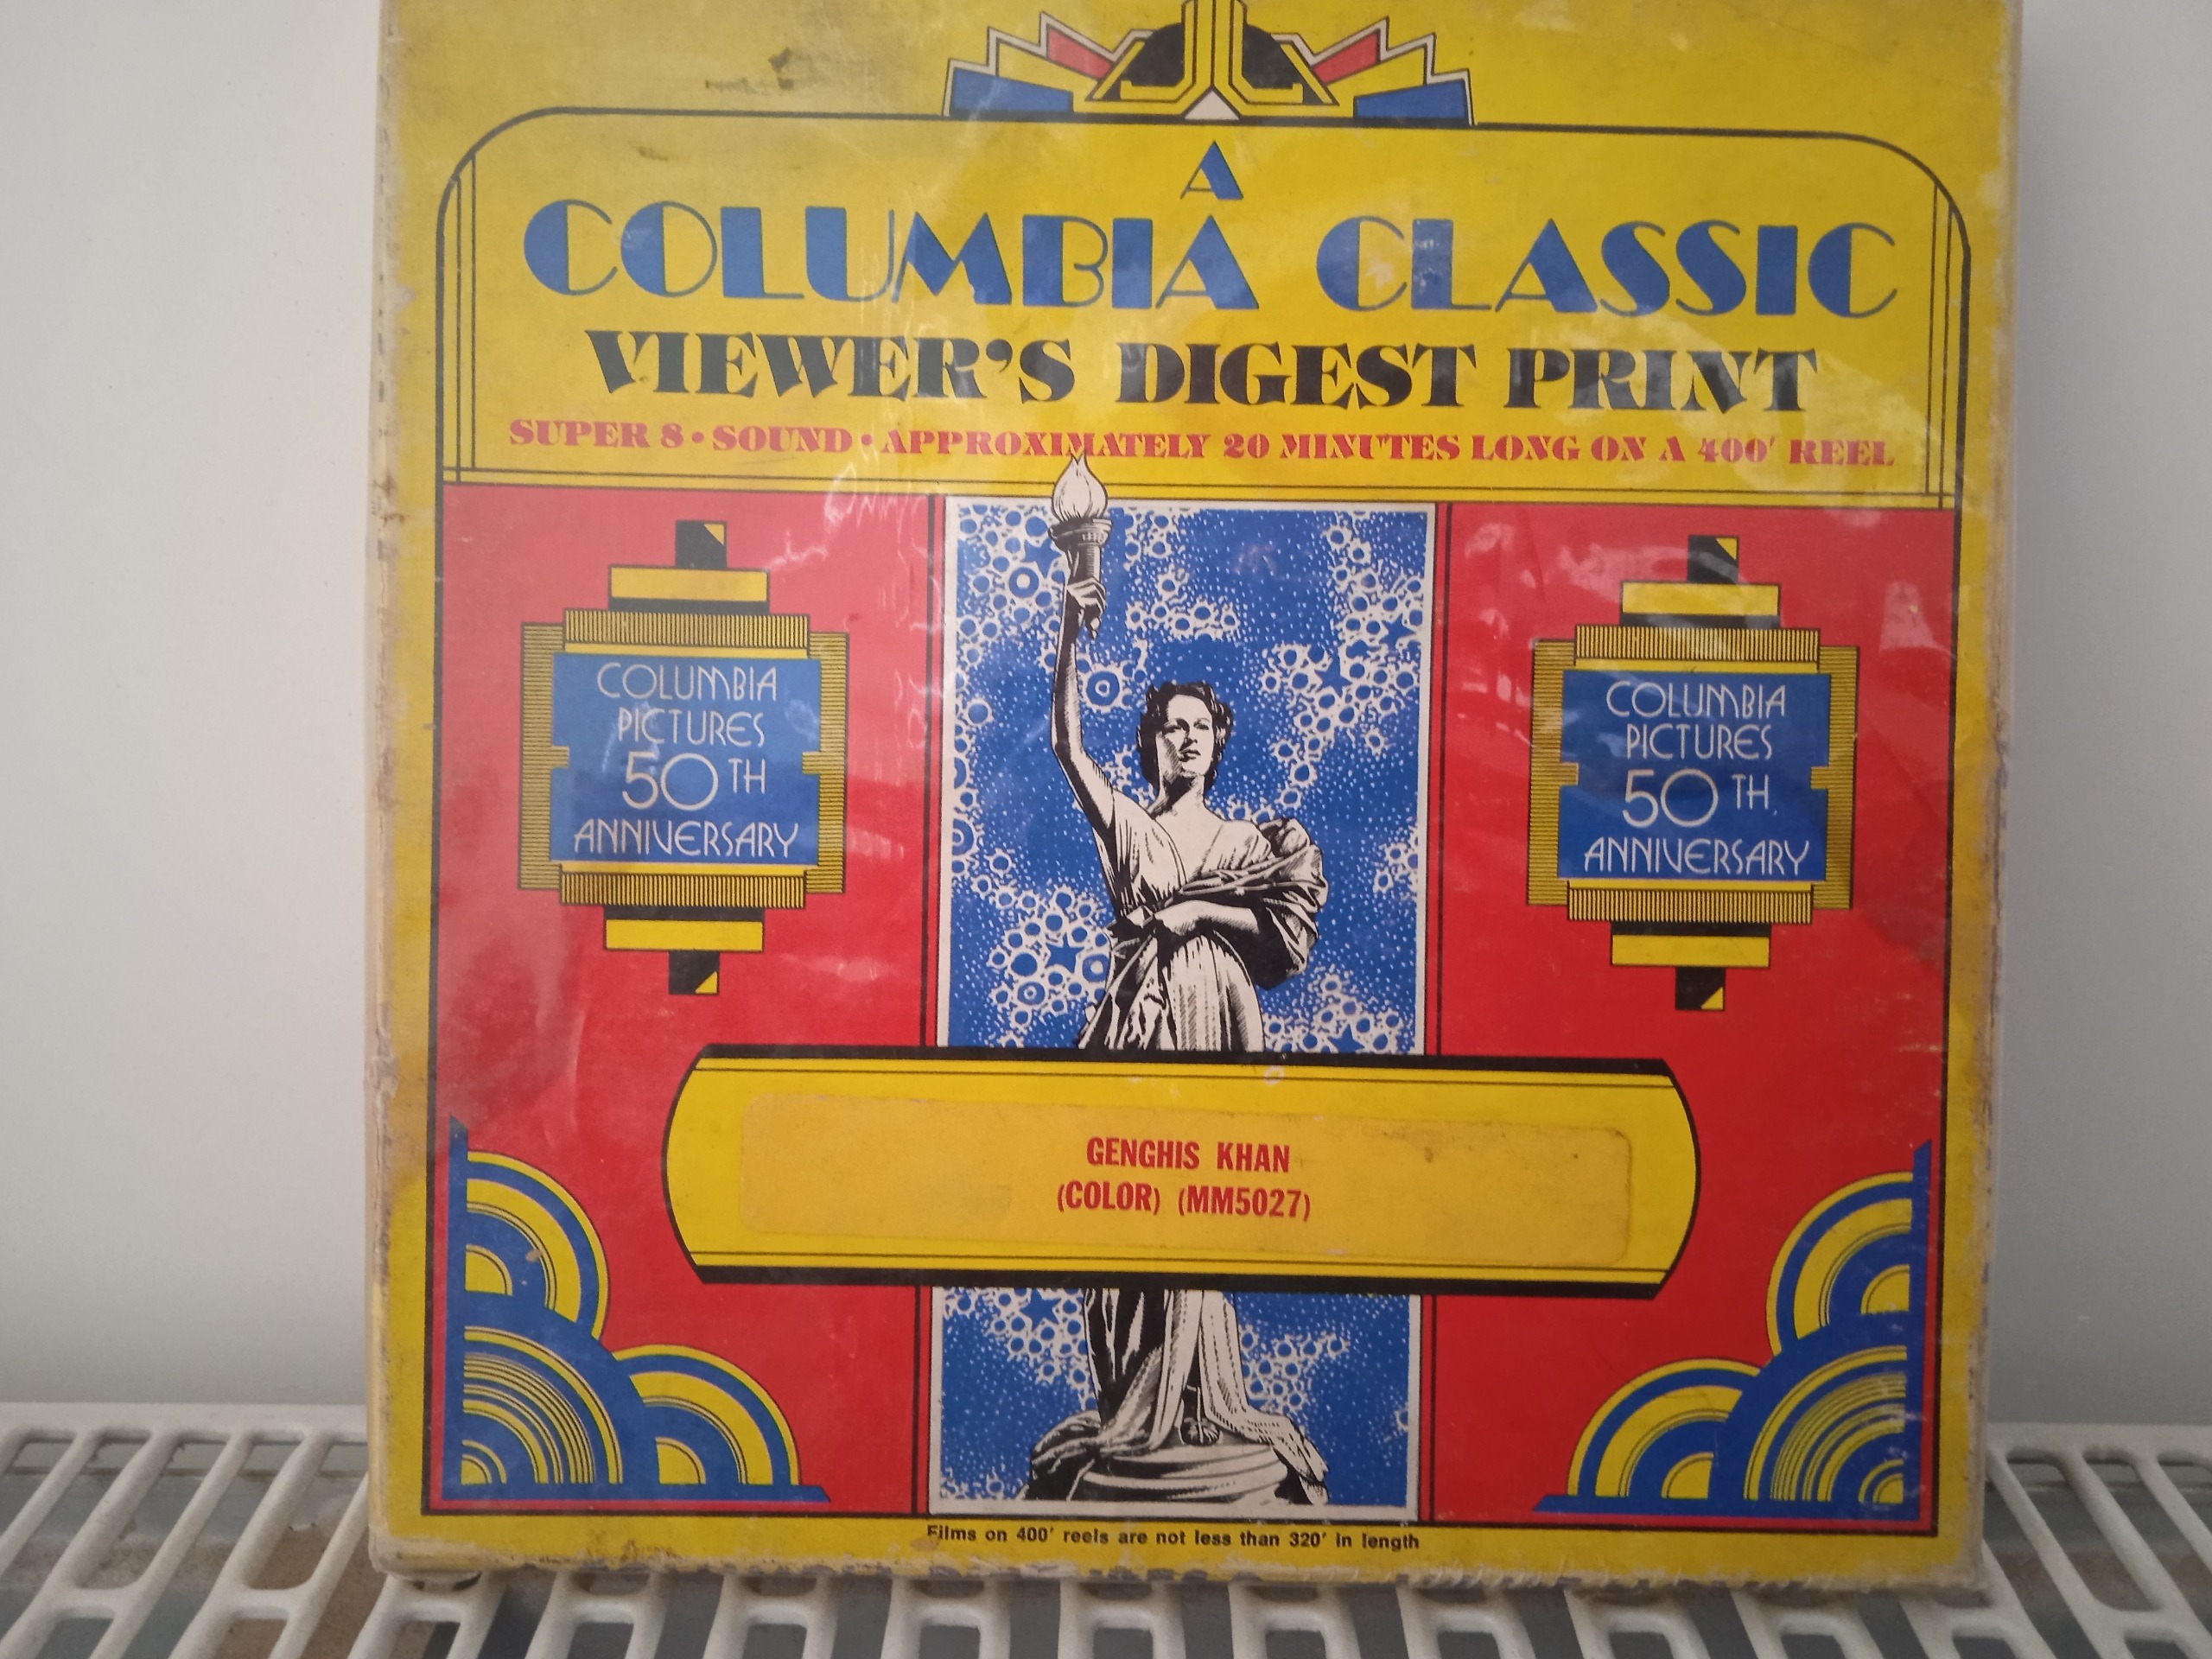 A
COLUMBIA CLASSIC
VIEWER'S DIGEST PRINT
SUPER 8 • SOUND • APPROXIMATELY 20 MINUTES LONG ON A 400' REEL
COLUMBIA
PICTURES
50TH
ANNIVERSARY
COLUMBIA
PICTURES
50TH
ANNIVERSARY
GENGHIS KHAN
(COLOR) (MM5027)
Films on 400' reels are not less than 320' in length